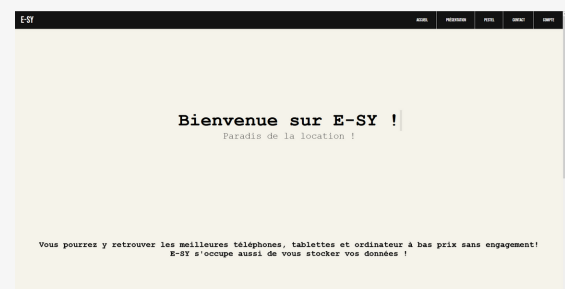 E-SY
ACCUEIL PRÉSENTATION PESTEL CONTACT COMPTE
Bienvenue sur E-SY !
Paradis de la location !
Vous pourrez y retrouver les meilleures téléphones, tablettes et ordinateur à bas prix sans engagement!
E-SY s'occupe aussi de vous stocker vos données !